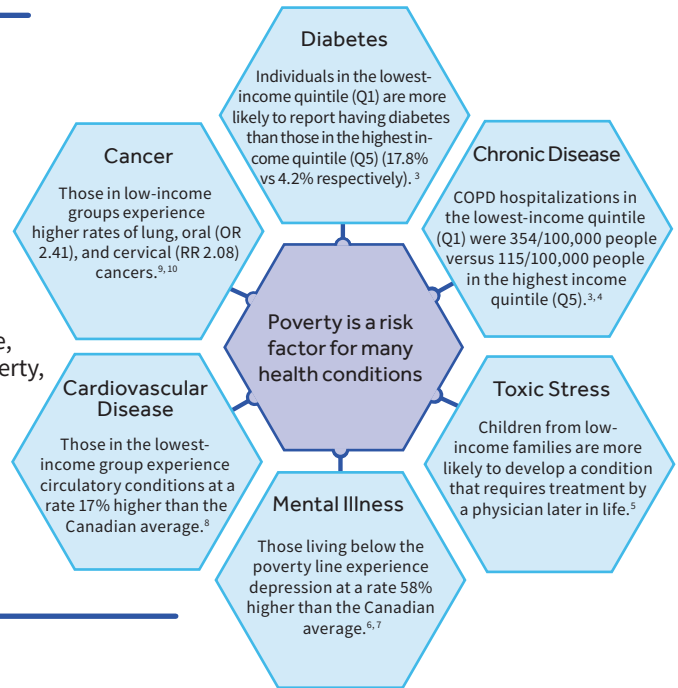 Diabetes
Individuals in the lowest-
income quintile (Q1) are more
likely to report having diabetes
than those in the highest in-
come quintile (Q5) (17.8%
vs 4.2% respectively). 3
Cancer
Those in low-income
groups experience
higher rates of lung, oral (OR
2.41), and cervical (RR 2.08)
cancers.9, 10
Chronic Disease
COPD hospitalizations in
the lowest-income quintile
(Q1) were 354/100,000 people
versus 115/100,000 people
in the highest income
quintile (Q5).3,4
Poverty is a risk
factor for many
health conditions
e,
erty,
Cardiovascular
Disease
Those in the lowest-
income group experience
circulatory conditions at a
rate 17% higher than the
Canadian average.8
Toxic Stress
Children from low-
income families are more
likely to develop a condition
that requires treatment by
a physician later in life.5
Mental Illness
Those living below the
poverty line experience
depression at a rate 58%
higher than the Canadian
average.6,7